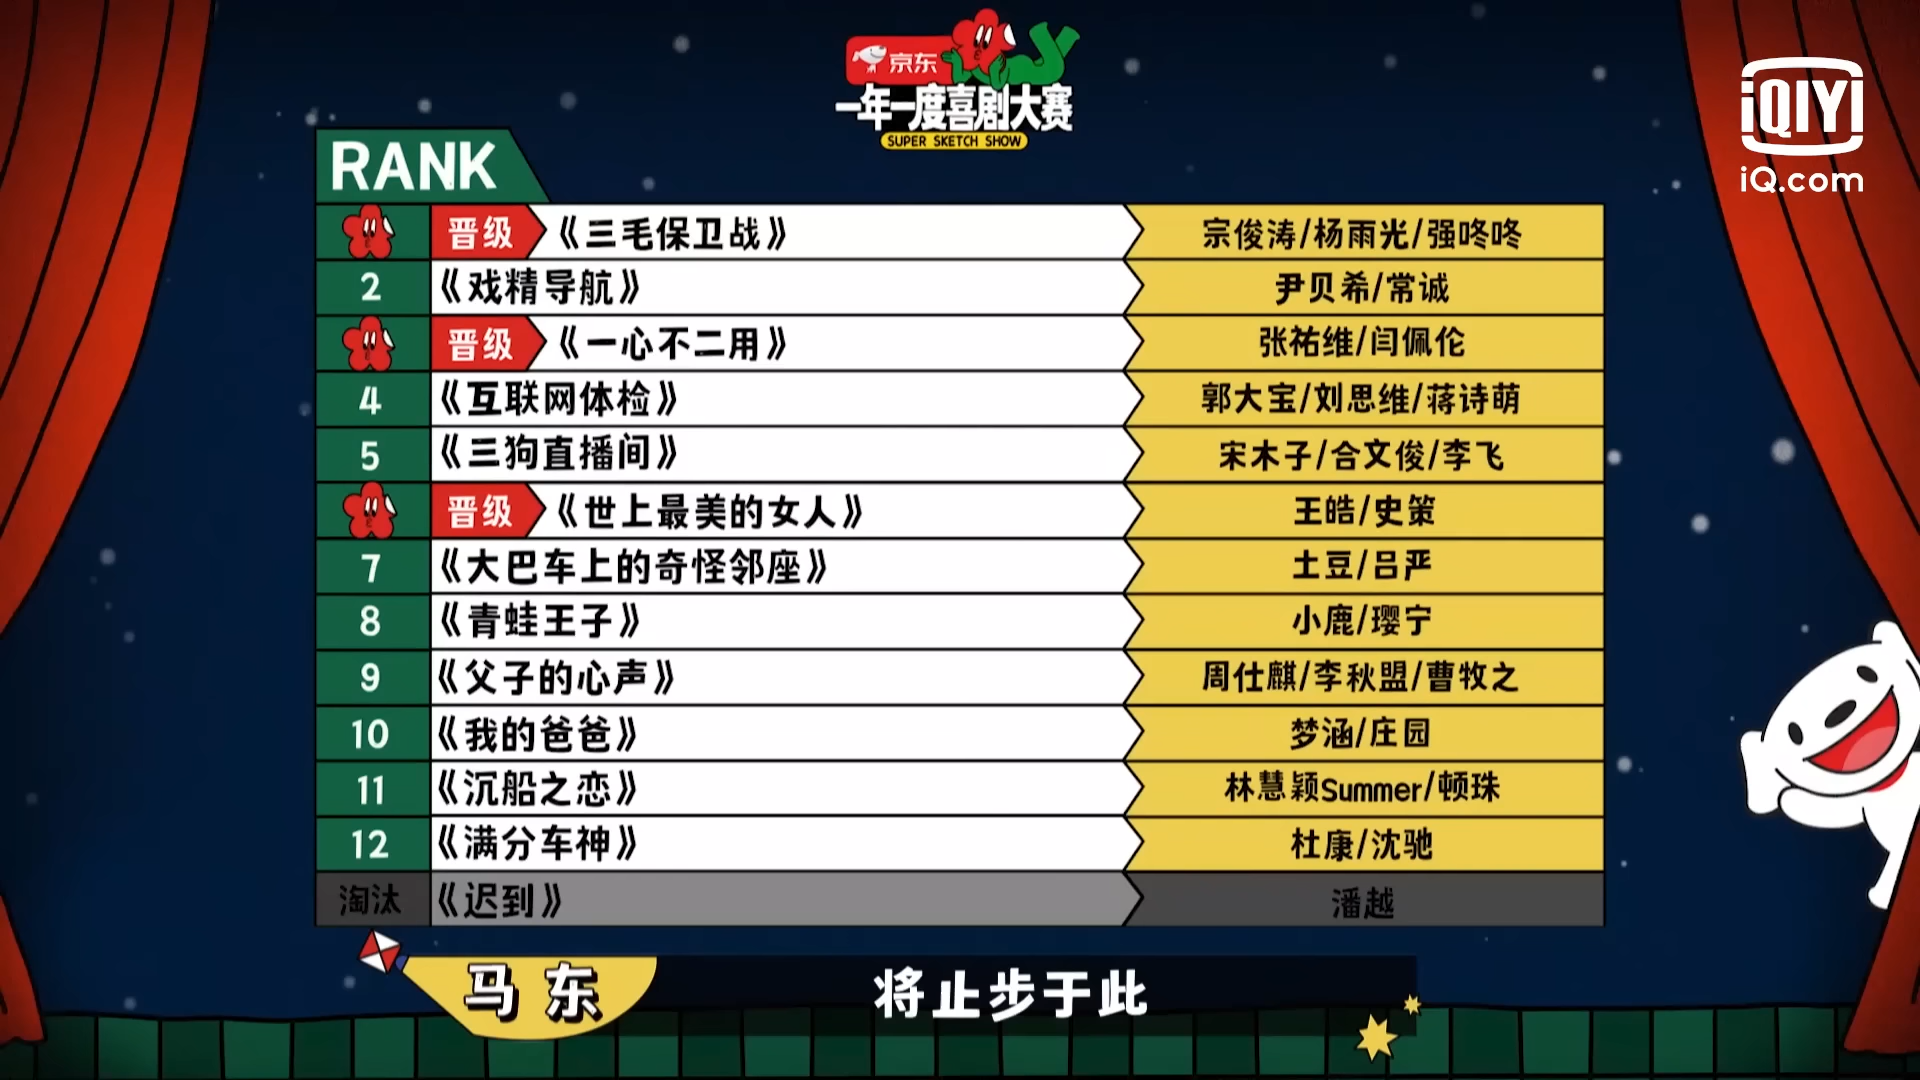 京东
一年一度喜剧大赛
SUPER SKETCH SHOW
iQIYI
iQ.com
RANK
晋级 《三毛保卫战》 宗俊涛/杨雨光/强咚咚
2 《戏精导航》 尹贝希/常诚
晋级 《一心不二用》 张祐维/闫佩伦
4 《互联网体检》 郭大宝/刘思维/蒋诗萌
5 《三狗直播间》 宋木子/合文俊/李飞
晋级 《世上最美的女人》 王皓/史策
7 《大巴车上的奇怪邻座》 土豆/吕严
8 《青蛙王子》 小鹿/璎宁
9 《父子的心声》 周仕麒/李秋盟/曹牧之
10 《我的爸爸》 梦涵/庄园
11 《沉船之恋》 林慧颖Summer/顿珠
12 《满分车神》 杜康/沈驰
淘汰 《迟到》 潘越
马东 将止步于此